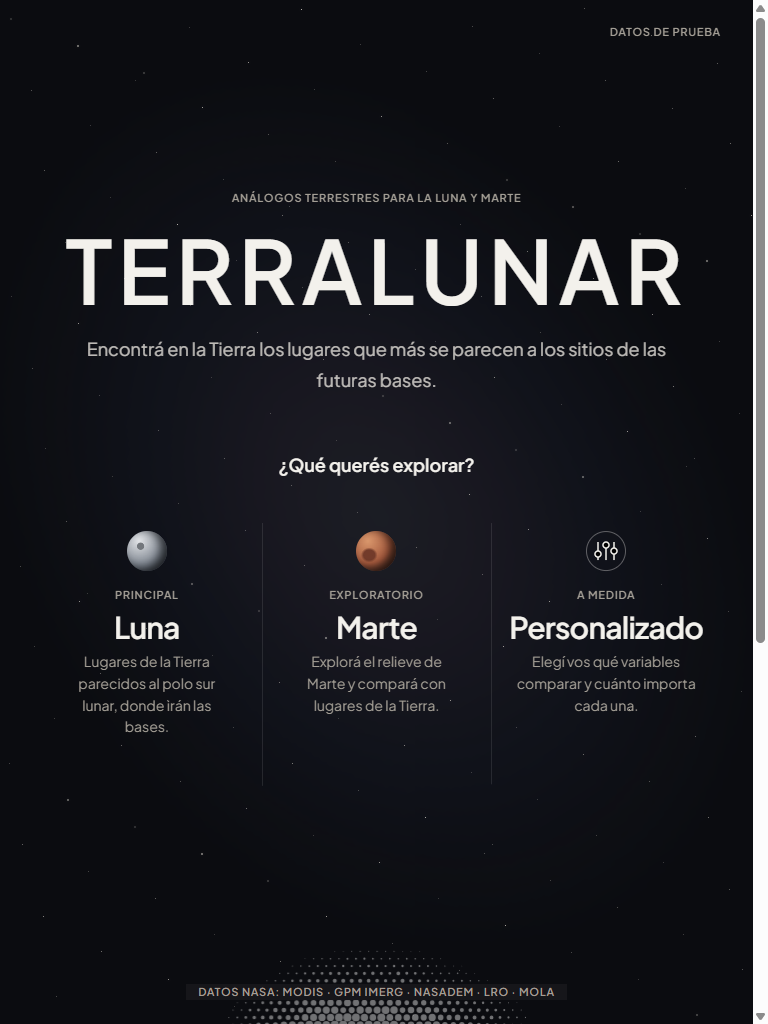 DATOS DE PRUEBA
ANÁLOGOS TERRESTRES PARA LA LUNA Y MARTE
TERRALUNAR
Encontrá en la Tierra los lugares que más se parecen a los sitios de las
futuras bases.
¿Qué querés explorar?
PRINCIPAL
Luna
Lugares de la Tierra
parecidos al polo sur
lunar, donde irán las
bases.
EXPLORATORIO
Marte
Explorá el relieve de
Marte y compará con
lugares de la Tierra.
A MEDIDA
Personalizado
Elegí vos qué variables
comparar y cuánto importa
cada una.
DATOS NASA: MODIS · GPM IMERG · NASADEM · LRO · MOLA